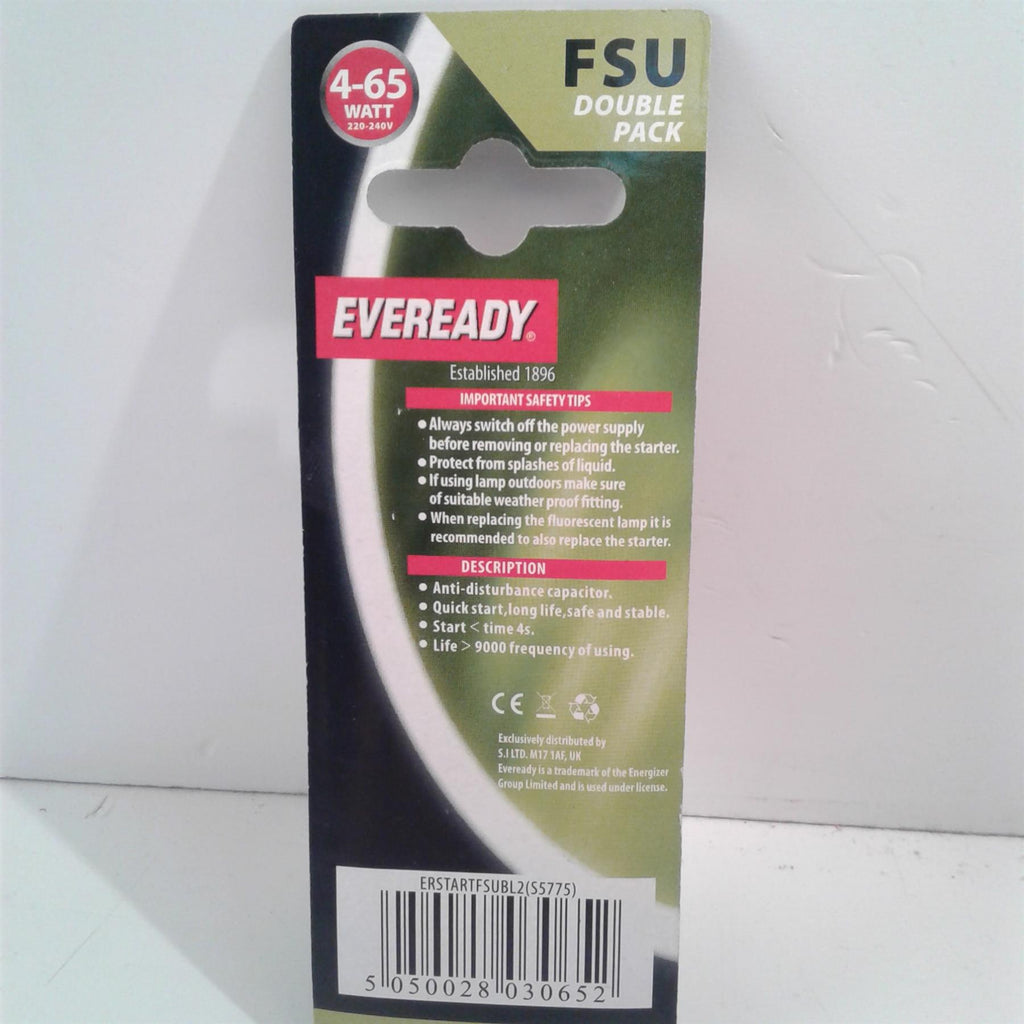 4-65
WATT
220-240V
FSU
DOUBLE
PACK
EVEREADY®
Established 1896
IMPORTANT SAFETY TIPS
• Always switch off the power supply
before removing or replacing the starter.
• Protect from splashes of liquid.
• If using lamp outdoors make sure
of suitable weather proof fitting.
• When replacing the fluorescent lamp it is
recommended to also replace the starter.
DESCRIPTION
• Anti-disturbance capacitor.
• Quick start,long life,safe and stable.
• Start < time 4s.
• Life > 9000 frequency of using.
CE
Exclusively distributed by
S.I LTD. M17 1AF, UK
Eveready is a trademark of the Energizer
Group Limited and is used under license.
ERSTARTFSUBL2(S5775)
5 050028 030652